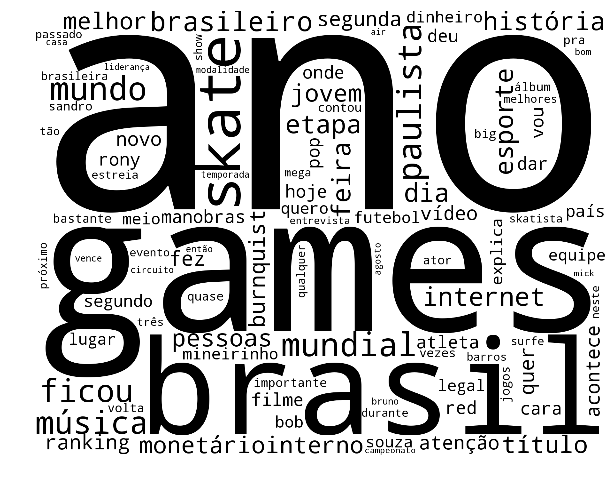 melhor brasileiro segunda dinheiro história
passado casa show air deu pra bom
ano
liderança modalidade
brasileira mundo sandro tão novo rony estreia
skate temporada
onde jovem contou etapa pop feira mega hoje quero
paulista
big esporte álbum melhores vou dar
dia
bastante meio manobras entrevista futebol vídeo skatista país
games
próximo vence evento circuito então fez segundo quase três lugar
burnquist qualquer agosto ator explica internet equipe mick neste
pessoas mineirinho mundial atleta vezes barros surfe
brasil
acontece
ficou volta música
importante filme bob bruno durante legal red jogos quer cara
ranking monetário interno souza campeonato atenção título